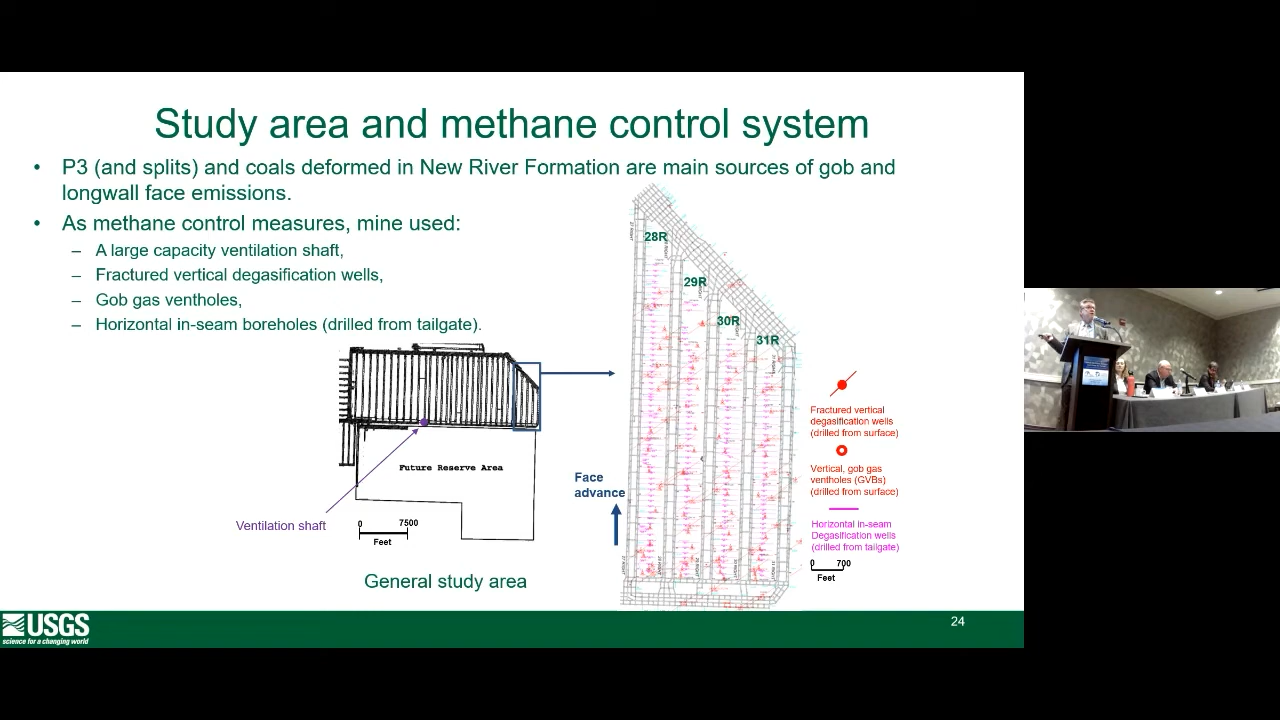 Study area and methane control system
• P3 (and splits) and coals deformed in New River Formation are main sources of gob and
longwall face emissions.
• As methane control measures, mine used:
– A large capacity ventilation shaft,
– Fractured vertical degasification wells,
– Gob gas ventholes,
– Horizontal in-seam boreholes (drilled from tailgate).
28R
29R
30R
31R
Future Reserve Area
Ventilation shaft
0 7500
Feet
General study area
Face
advance
Fractured vertical
degasification wells
(drilled from surface)
Vertical, gob gas
ventholes (GVBs)
(drilled from surface)
Horizontal in-seam
Degasification wells
(drilled from tailgate)
0 700
Feet
USGS
science for a changing world
24